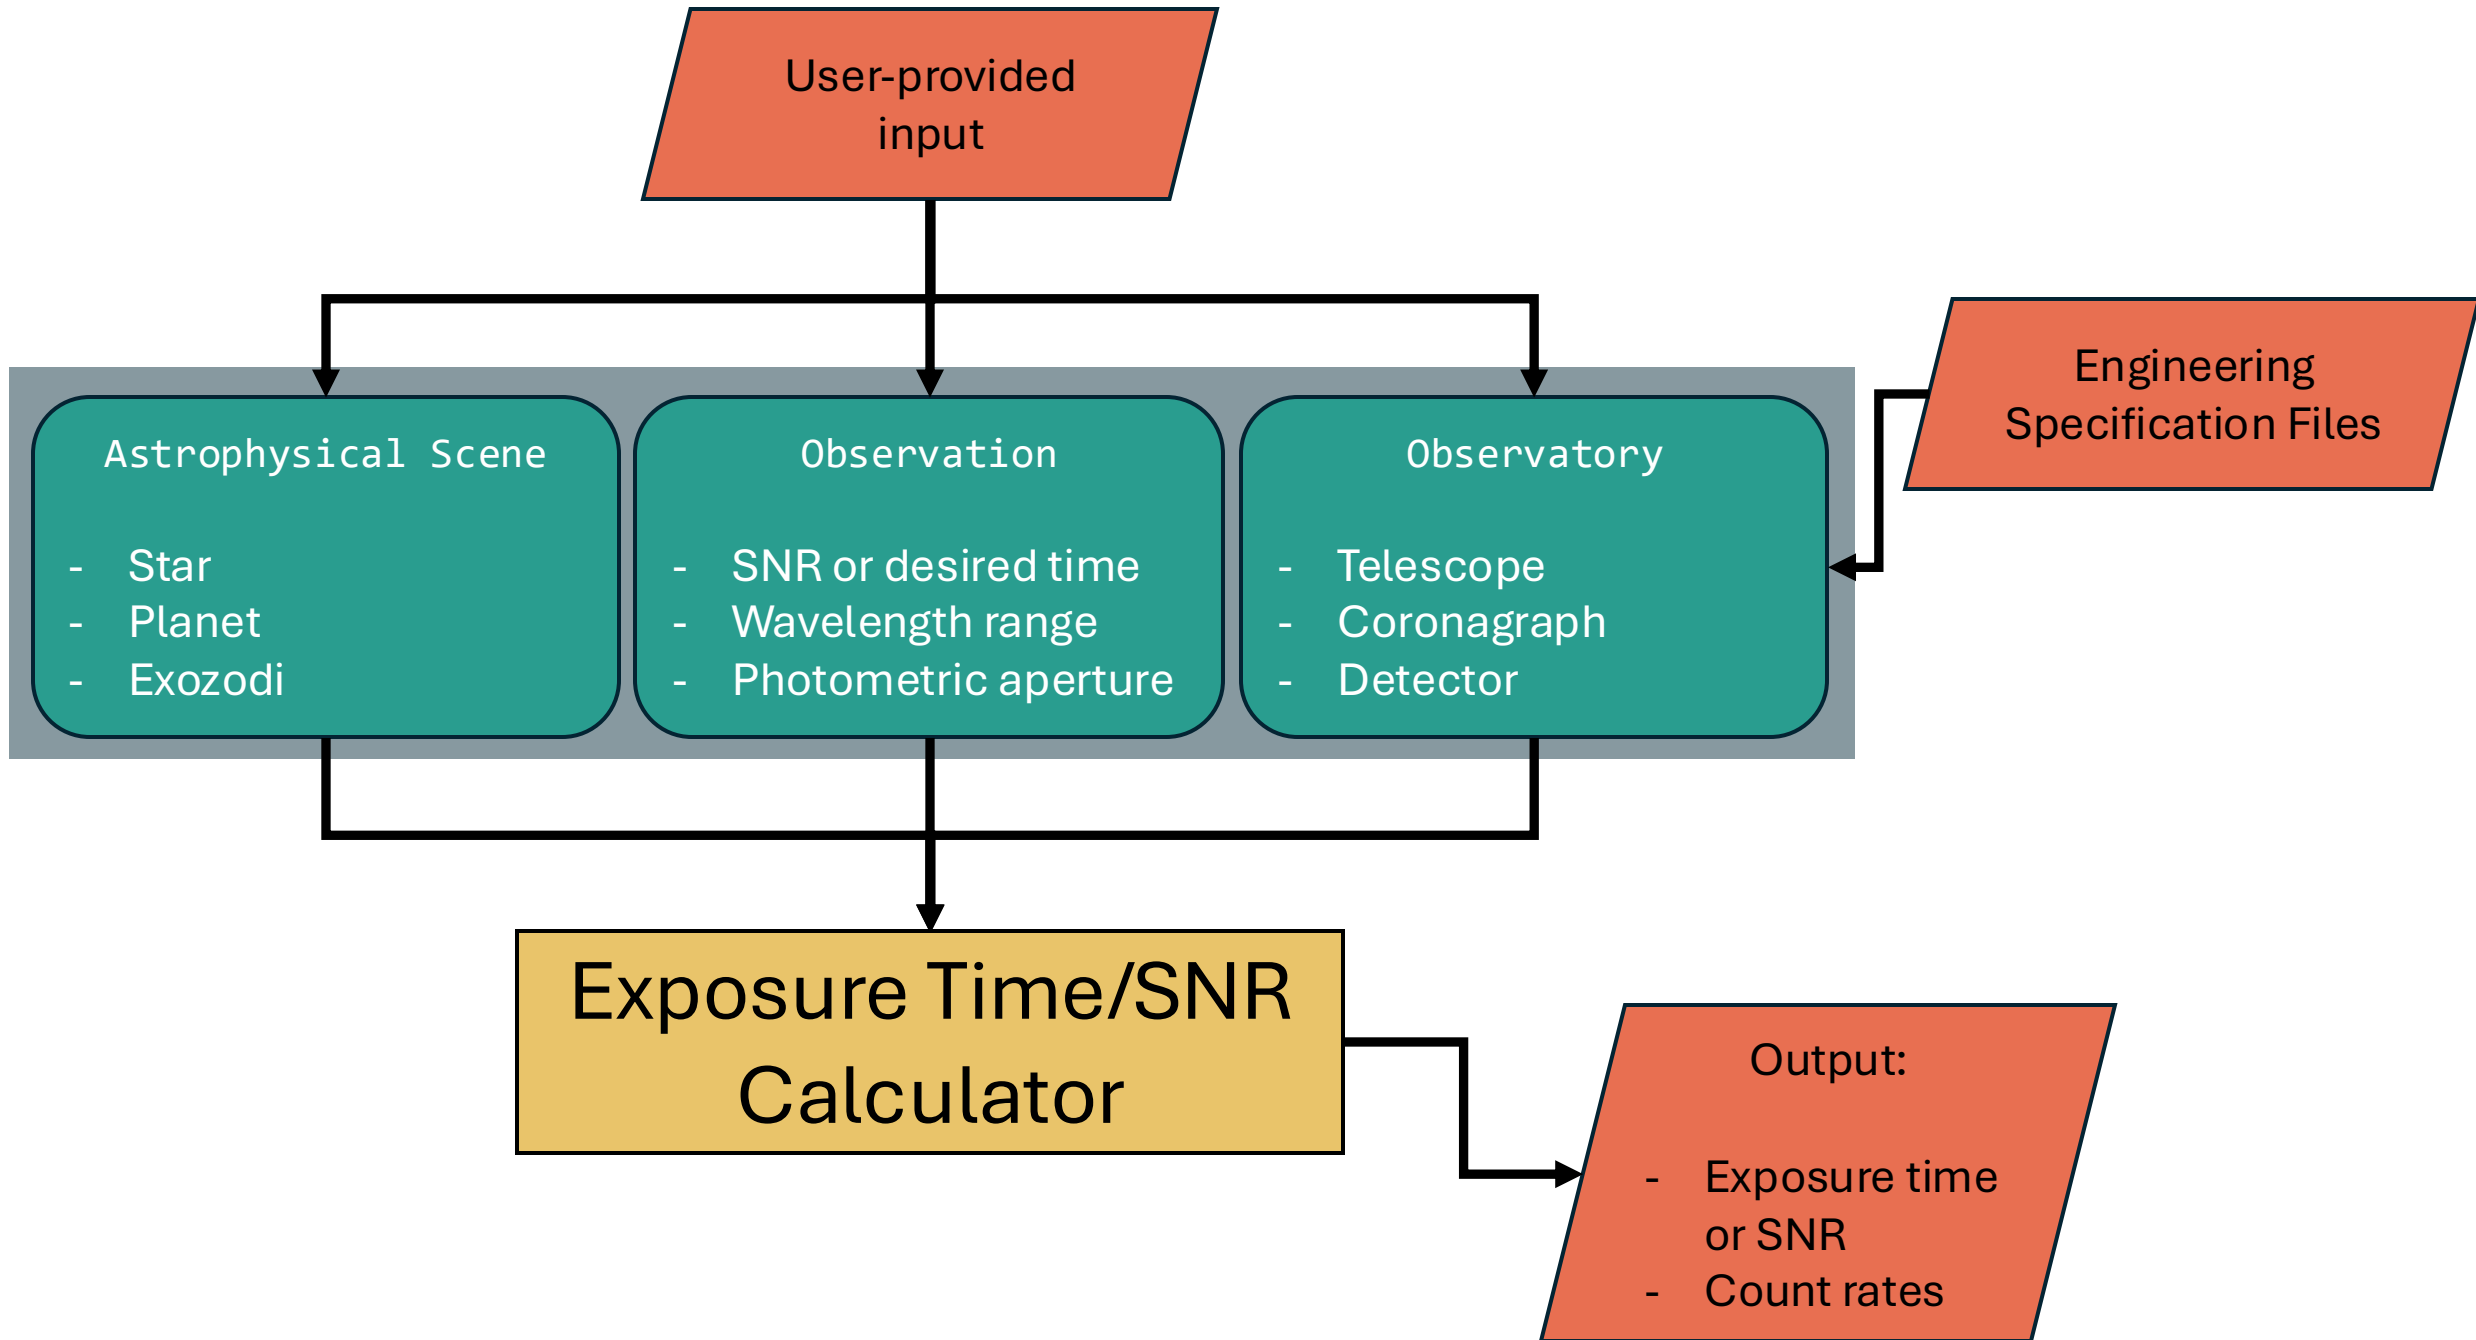 User-provided
input
Engineering
Specification Files
Astrophysical Scene
- Star
- Planet
- Exozodi
Observation
- SNR or desired time
- Wavelength range
- Photometric aperture
Observatory
- Telescope
- Coronagraph
- Detector
Exposure Time/SNR
Calculator
Output:
- Exposure time
or SNR
- Count rates